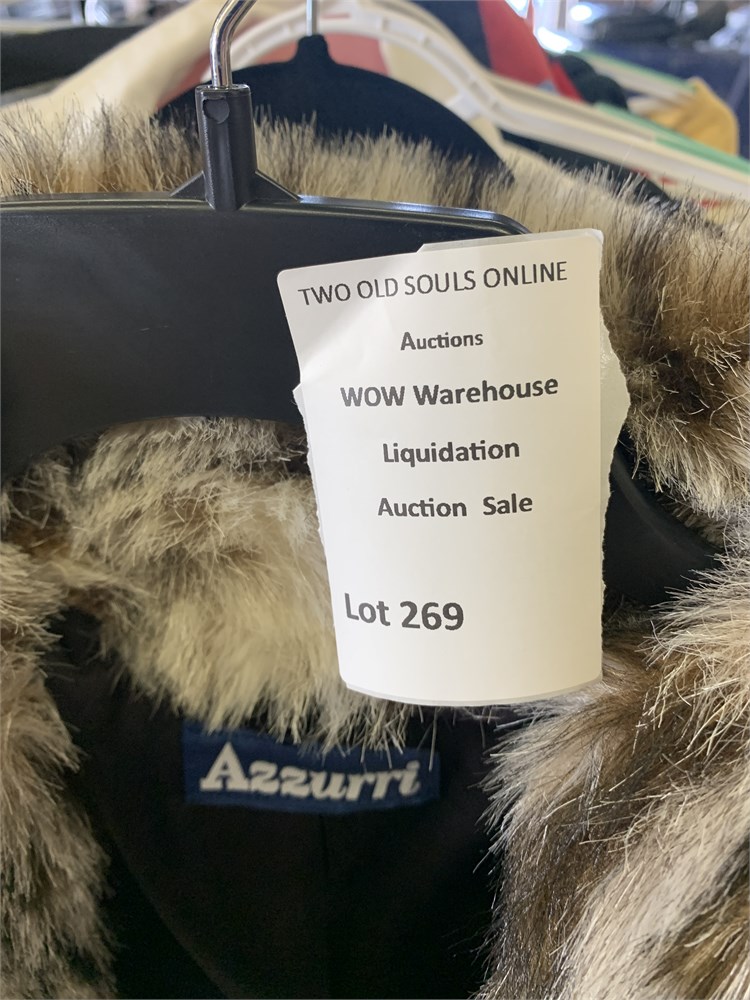 TWO OLD SOULS ONLINE
Auctions
WOW Warehouse
Liquidation
Auction Sale
Lot 269
Azzurri